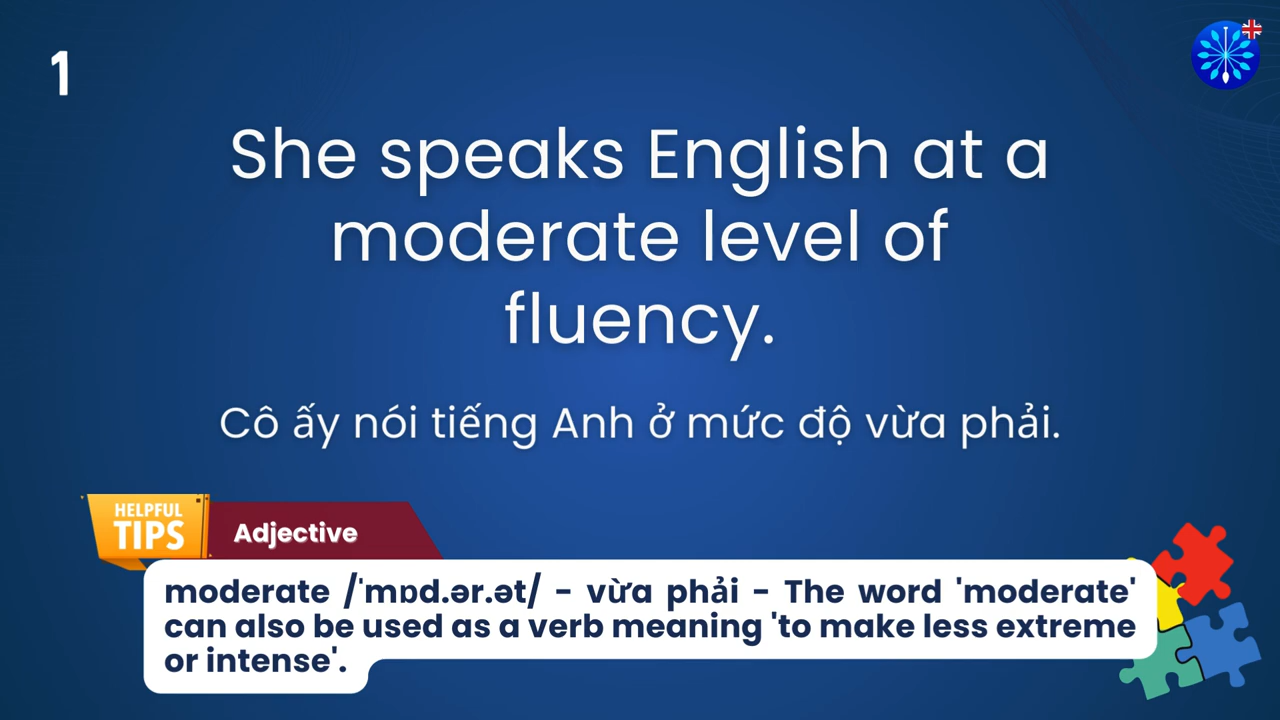 1
She speaks English at a
moderate level of
fluency.
Cô ấy nói tiếng Anh ở mức độ vừa phải.
HELPFUL
TIPS
Adjective
moderate /ˈmɒd.ər.ət/ - vừa phải - The word 'moderate'
can also be used as a verb meaning 'to make less extreme
or intense'.